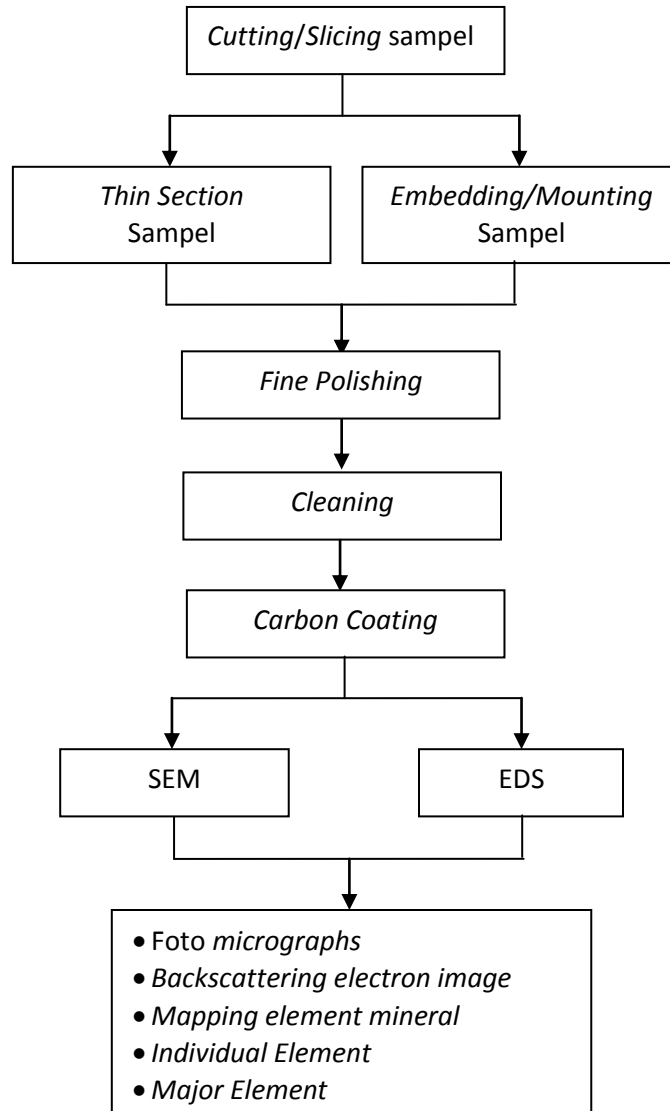 Cutting/Slicing sampel
Thin Section
Sampel
Embedding/Mounting
Sampel
Fine Polishing
Cleaning
Carbon Coating
SEM
EDS
• Foto micrographs
• Backscattering electron image
• Mapping element mineral
• Individual Element
• Major Element